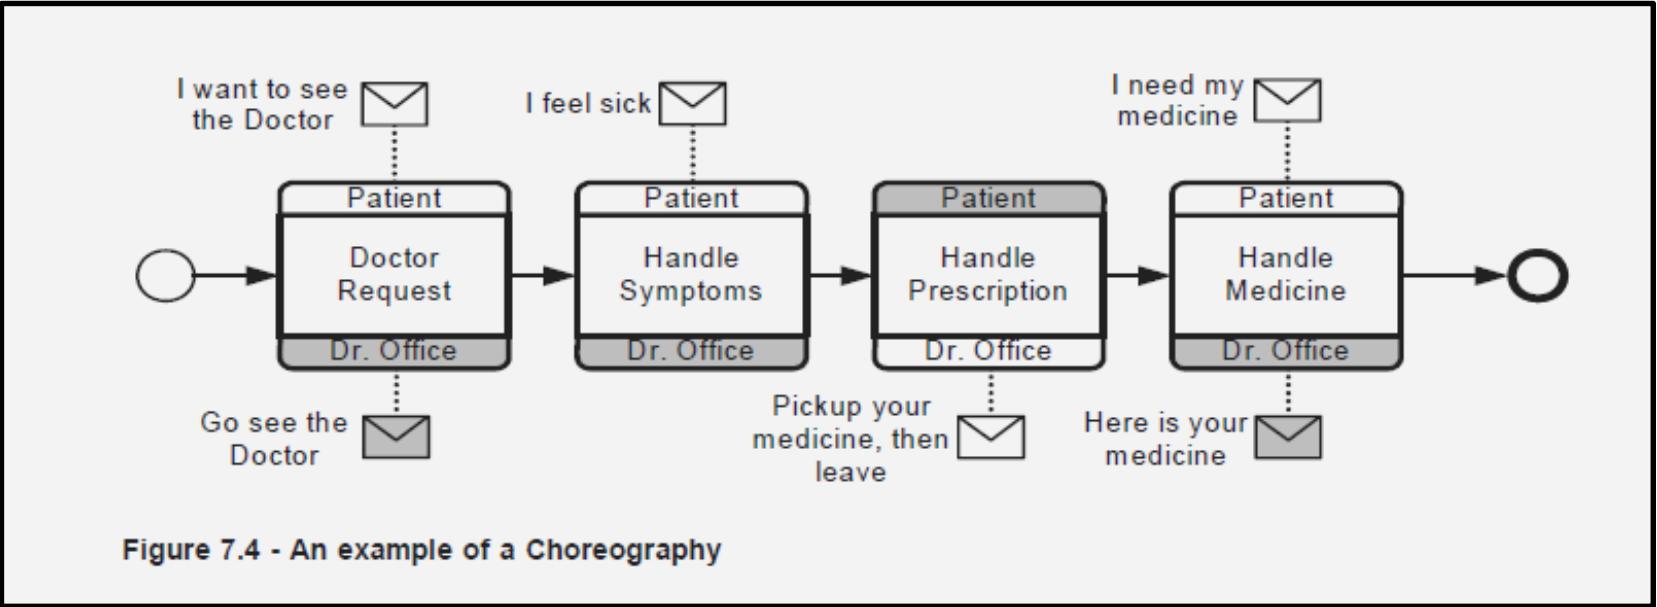 I want to see
the Doctor
I feel sick
I need my
medicine
Patient
Doctor
Request
Dr. Office
Patient
Handle
Symptoms
Dr. Office
Patient
Handle
Prescription
Dr. Office
Patient
Handle
Medicine
Dr. Office
Go see the
Doctor
Pickup your
medicine, then
leave
Here is your
medicine
Figure 7.4 - An example of a Choreography